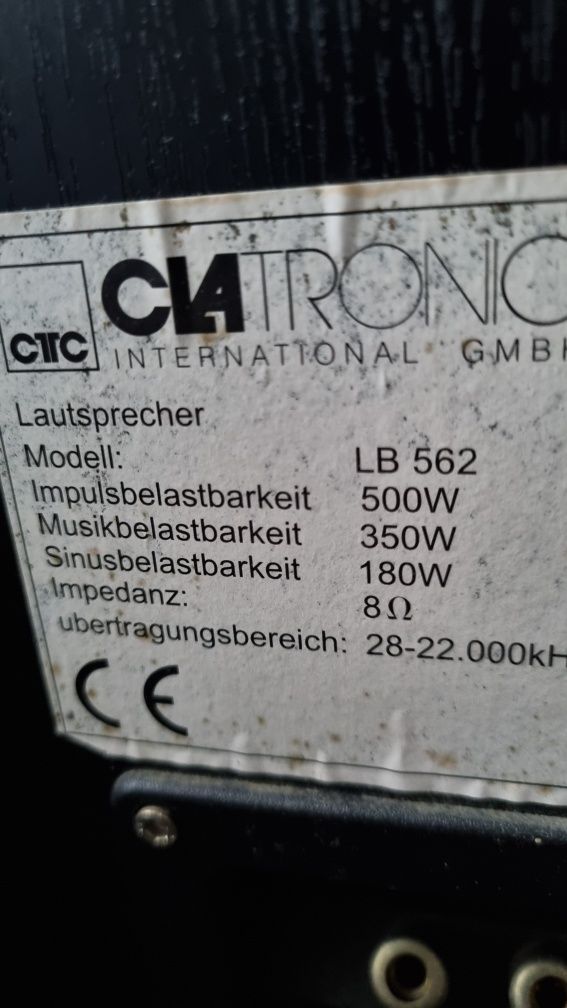 CLATRONIC
CTC
INTERNATIONAL GMBH
Lautsprecher
Modell: LB 562
Impulsbelastbarkeit 500W
Musikbelastbarkeit 350W
Sinusbelastbarkeit 180W
Impedanz: 8Ω
ubertragungsbereich: 28-22.000kH
CE